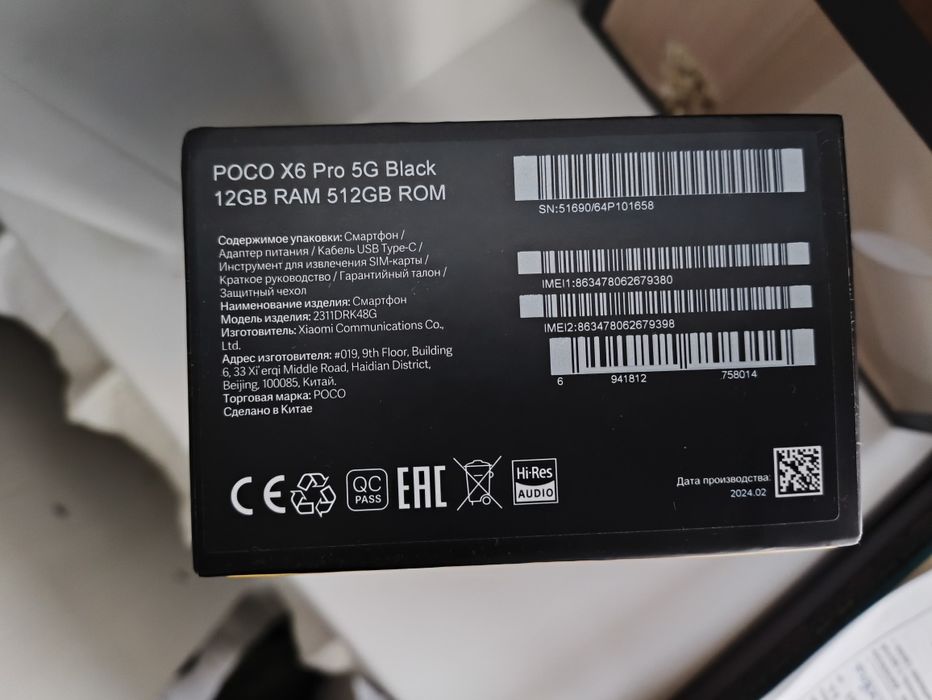 POCO X6 Pro 5G Black
12GB RAM 512GB ROM
Содержимое упаковки: Смартфон /
Адаптер питания / Кабель USB Type-C /
Инструмент для извлечения SIM-карты /
Краткое руководство / Гарантийный талон /
Защитный чехол
Наименование изделия: Смартфон
Модель изделия: 2311DRK48G
Изготовитель: Xiaomi Communications Co.,
Ltd.
Адрес изготовителя: #019, 9th Floor, Building
6, 33 Xi'erqi Middle Road, Haidian District,
Beijing, 100085, Китай.
Торговая марка: POCO
Сделано в Китае
SN:51690/64P101658
IMEI1:863478062679380
IMEI2:863478062679398
6 941812 758014
CE
QC
PASS
EAC
Hi-Res
AUDIO
Дата производства:
2024.02